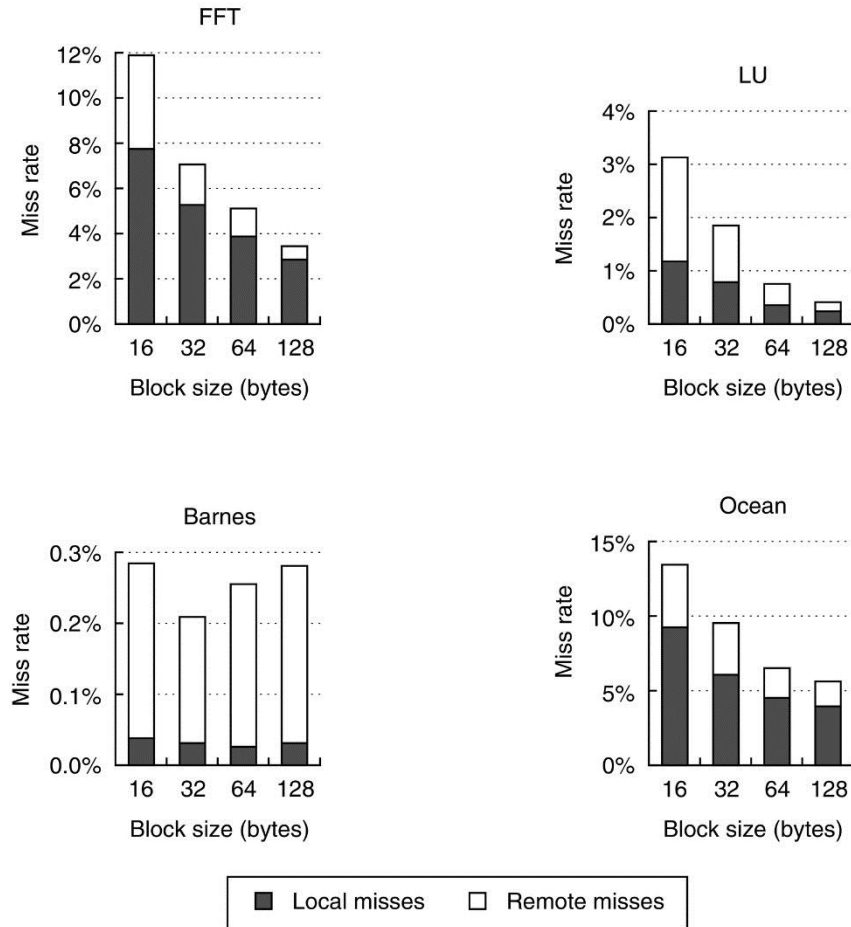 FFT
12%
10%
8%
6%
4%
2%
0%
Miss rate
16 32 64 128
Block size (bytes)
LU
4%
3%
2%
1%
0%
Miss rate
16 32 64 128
Block size (bytes)
Barnes
0.3%
0.2%
0.1%
0.0%
Miss rate
16 32 64 128
Block size (bytes)
Ocean
15%
10%
5%
0%
Miss rate
16 32 64 128
Block size (bytes)
Local misses Remote misses